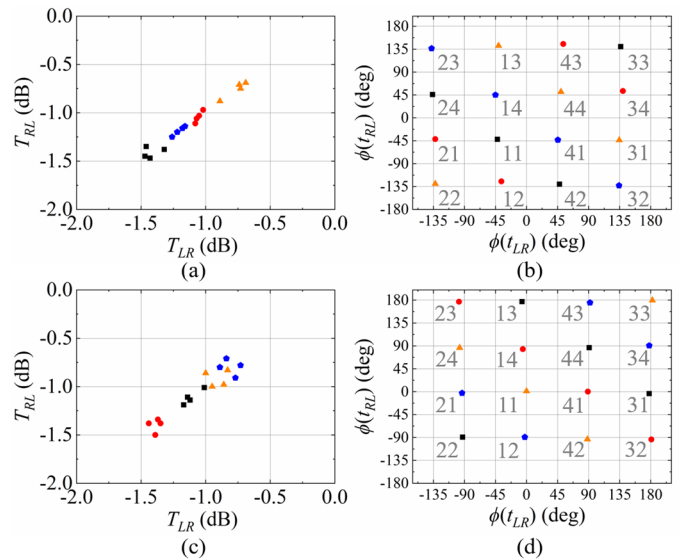 0.0
-0.5
-1.0
-1.5
-2.0
T_RL (dB)
-2.0 -1.5 -1.0 -0.5 0.0
T_LR (dB)
(a)
180
135
90
45
0
-45
-90
-135
-180
ϕ(t_RL) (deg)
23 13 43 33
24 14 44 34
21 11 41 31
22 12 42 32
-135 -90 -45 0 45 90 135 180
ϕ(t_LR) (deg)
(b)
0.0
-0.5
-1.0
-1.5
-2.0
T_RL (dB)
-2.0 -1.5 -1.0 -0.5 0.0
T_LR (dB)
(c)
180
135
90
45
0
-45
-90
-135
-180
ϕ(t_RL) (deg)
23 13 43 33
24 14 44 34
21 11 41 31
22 12 42 32
-135 -90 -45 0 45 90 135 180
ϕ(t_LR) (deg)
(d)